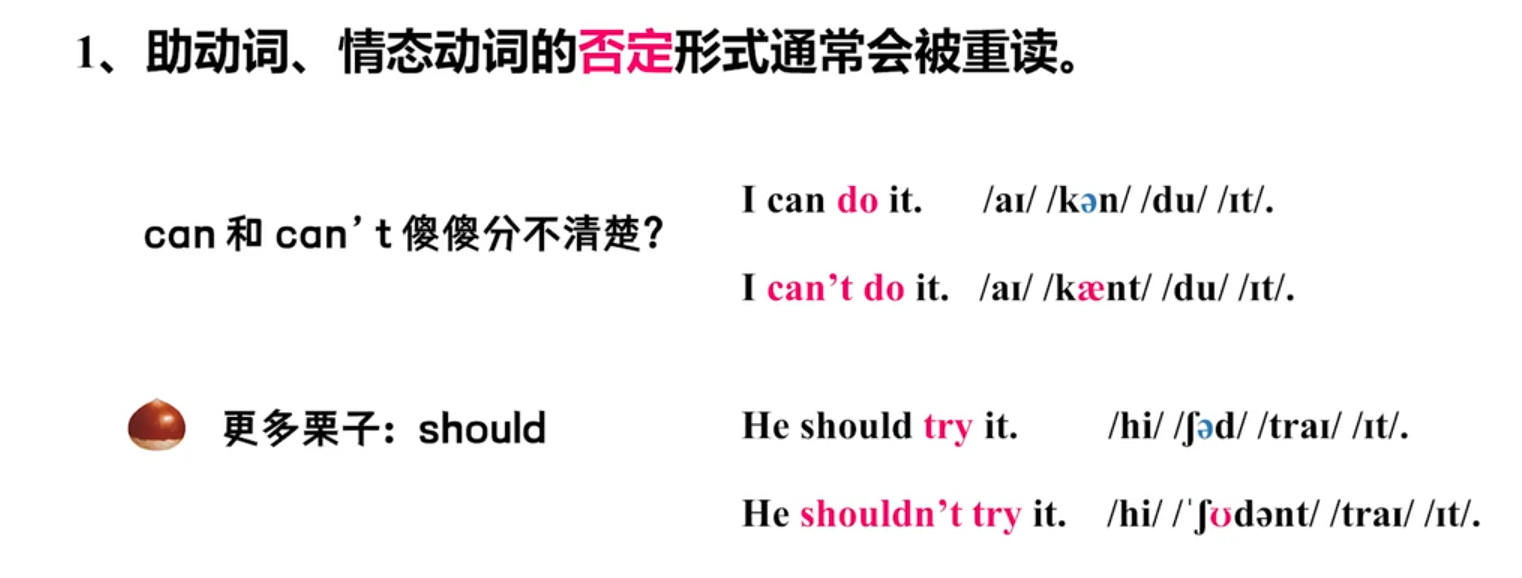 1、助动词、情态动词的否定形式通常会被重读。
can 和 can't 傻傻分不清楚？
I can do it. /aɪ/ /kən/ /du/ /ɪt/.
I can't do it. /aɪ/ /kænt/ /du/ /ɪt/.
更多栗子：should
He should try it. /hi/ /ʃəd/ /traɪ/ /ɪt/.
He shouldn't try it. /hi/ /ˈʃʊdənt/ /traɪ/ /ɪt/.